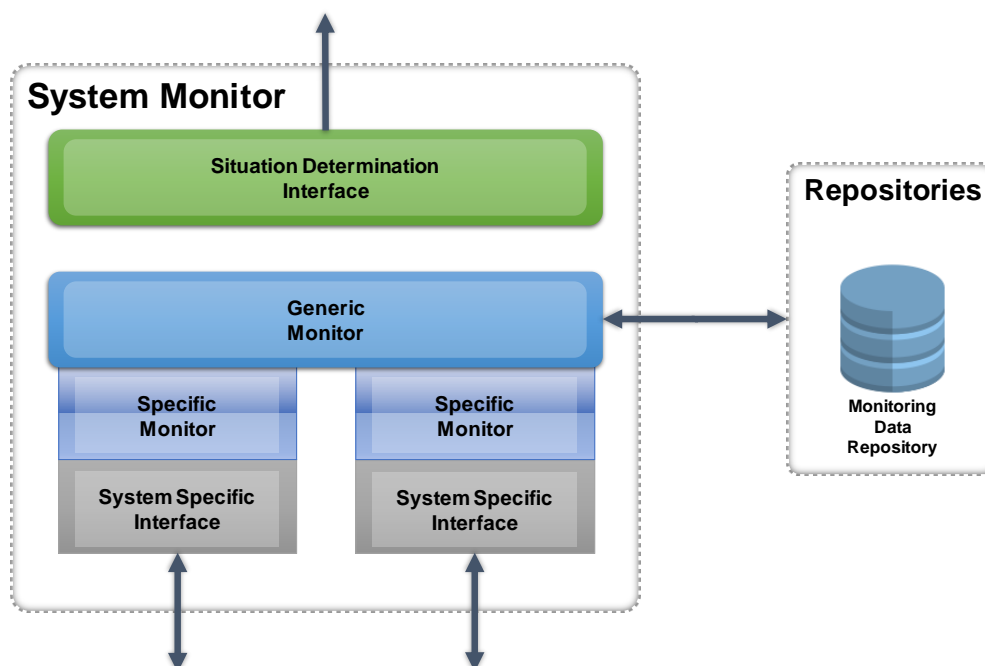 System Monitor
Situation Determination
Interface
Generic
Monitor
Specific
Monitor
System Specific
Interface
Specific
Monitor
System Specific
Interface
Repositories
Monitoring
Data
Repository